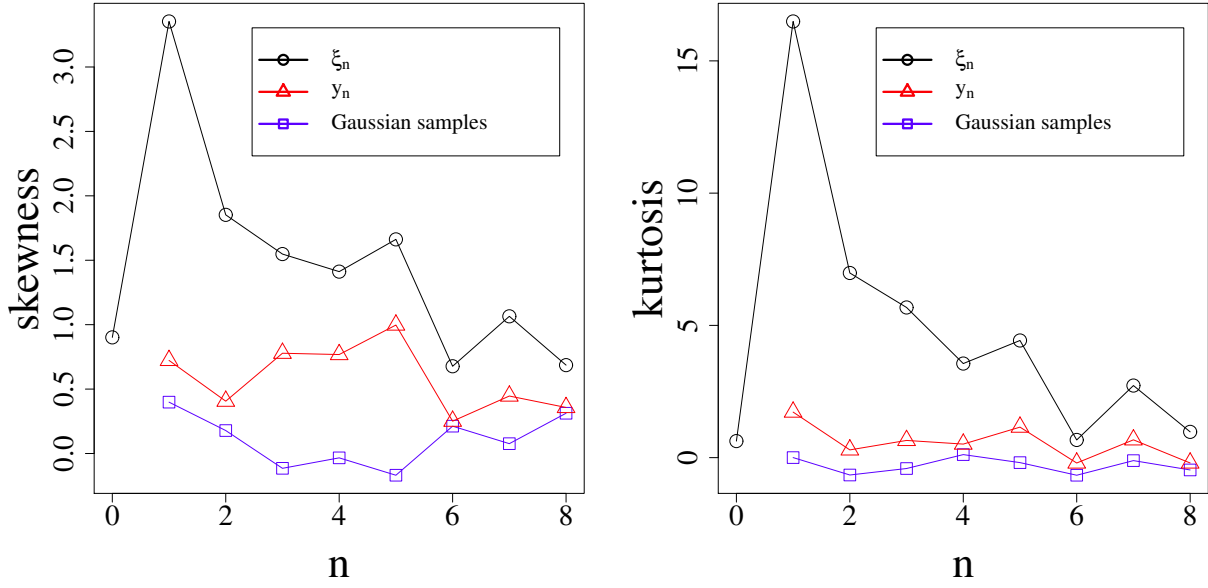 skewness
3.0
2.5
2.0
1.5
1.0
0.5
0.0
ξn
yn
Gaussian samples
0 2 4 6 8
n
kurtosis
15
10
5
0
ξn
yn
Gaussian samples
0 2 4 6 8
n